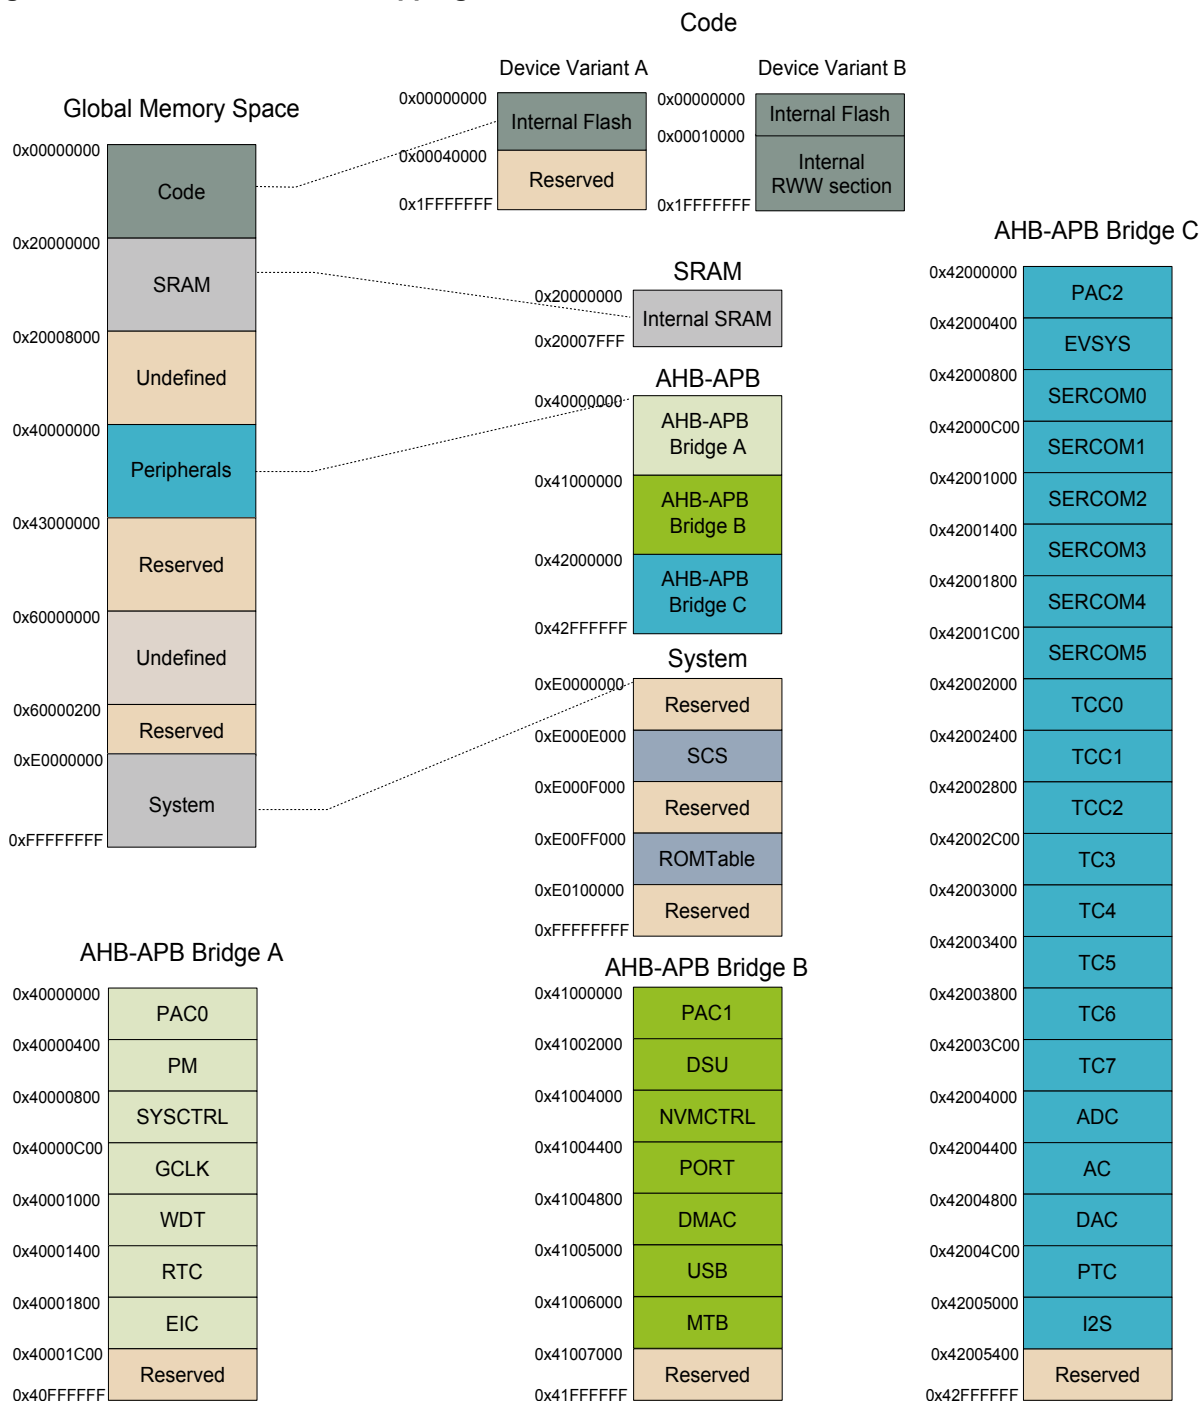 Code
Device Variant A
Device Variant B
0x00000000
Internal Flash
0x00040000
Reserved
0x1FFFFFFF
0x00000000
Internal Flash
0x00010000
Internal
RWW section
0x1FFFFFFF
Global Memory Space
0x00000000
Code
0x20000000
SRAM
0x20008000
Undefined
0x40000000
Peripherals
0x43000000
Reserved
0x60000000
Undefined
0x60000200
Reserved
0xE0000000
System
0xFFFFFFFF
SRAM
0x20000000
Internal SRAM
0x20007FFF
AHB-APB
0x40000000
AHB-APB
Bridge A
0x41000000
AHB-APB
Bridge B
0x42000000
AHB-APB
Bridge C
0x42FFFFFF
System
0xE0000000
Reserved
0xE000E000
SCS
0xE000F000
Reserved
0xE00FF000
ROMTable
0xE0100000
Reserved
0xFFFFFFFF
AHB-APB Bridge A
0x40000000
PAC0
0x40000400
PM
0x40000800
SYSCTRL
0x40000C00
GCLK
0x40001000
WDT
0x40001400
RTC
0x40001800
EIC
0x40001C00
Reserved
0x40FFFFFF
AHB-APB Bridge B
0x41000000
PAC1
0x41002000
DSU
0x41004000
NVMCTRL
0x41004400
PORT
0x41004800
DMAC
0x41005000
USB
0x41006000
MTB
0x41007000
Reserved
0x41FFFFFF
AHB-APB Bridge C
0x42000000
PAC2
0x42000400
EVSYS
0x42000800
SERCOM0
0x42000C00
SERCOM1
0x42001000
SERCOM2
0x42001400
SERCOM3
0x42001800
SERCOM4
0x42001C00
SERCOM5
0x42002000
TCC0
0x42002400
TCC1
0x42002800
TCC2
0x42002C00
TC3
0x42003000
TC4
0x42003400
TC5
0x42003800
TC6
0x42003C00
TC7
0x42004000
ADC
0x42004400
AC
0x42004800
DAC
0x42004C00
PTC
0x42005000
I2S
0x42005400
Reserved
0x42FFFFFF